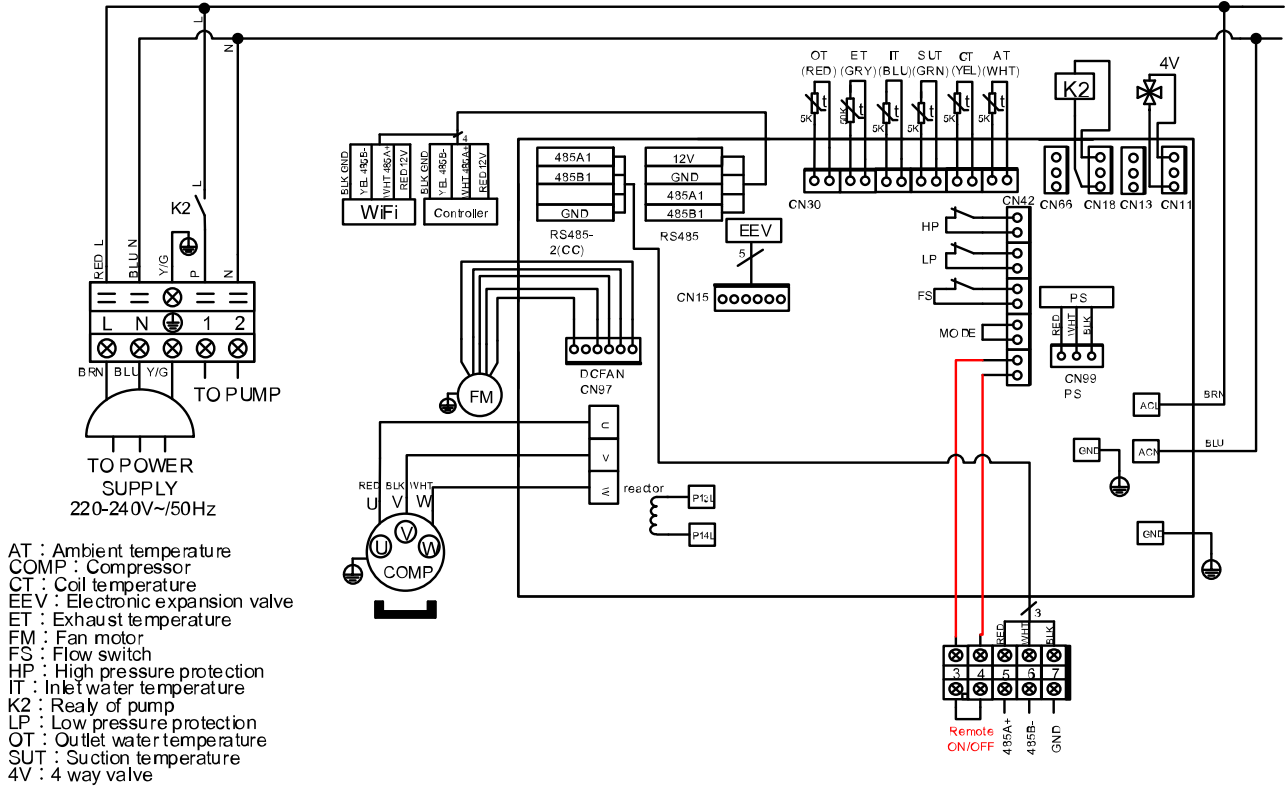 L
N
L
K2
RED L
BLU N
Y/G
P
N
L N 1 2
BRN BLU Y/G
TO PUMP
TO POWER
SUPPLY
220-240V~/50Hz
BLK GND
YEL 485B-
WHT 485A+
RED 12V
WiFi
4
BLK GND
YEL 485B-
WHT 485A+
RED 12V
Controller
485A1
485B1
GND
RS485-
2(CC)
12V
GND
485A1
485B1
RS485
EEV
5
CN15
OT ET IT SUT CT AT
(RED) (GRY) (BLU) (GRN) (YEL) (WHT)
t t t t t t
5K 50K 5K 5K 5K 5K
CN30
K2
4V
CN66 CN18 CN13 CN11
CN42
HP
LP
FS
MODE
PS
RED
WHT
BLK
CN99
PS
DCFAN
CN97
FM
U
V
W
RED BLK WHT
U V W
U V W
COMP
reactor
P13L
P14L
ACL
BRN
ACN
BLU
GND
GND
3
RED
WHT
BLK
3 4 5 6 7
Remote
ON/OFF
485A+
485B-
GND
AT : Ambient temperature
COMP : Compressor
CT : Coil temperature
EEV : Electronic expansion valve
ET : Exhaust temperature
FM : Fan motor
FS : Flow switch
HP : High pressure protection
IT : Inlet water temperature
K2 : Realy of pump
LP : Low pressure protection
OT : Outlet water temperature
SUT : Suction temperature
4V : 4 way valve